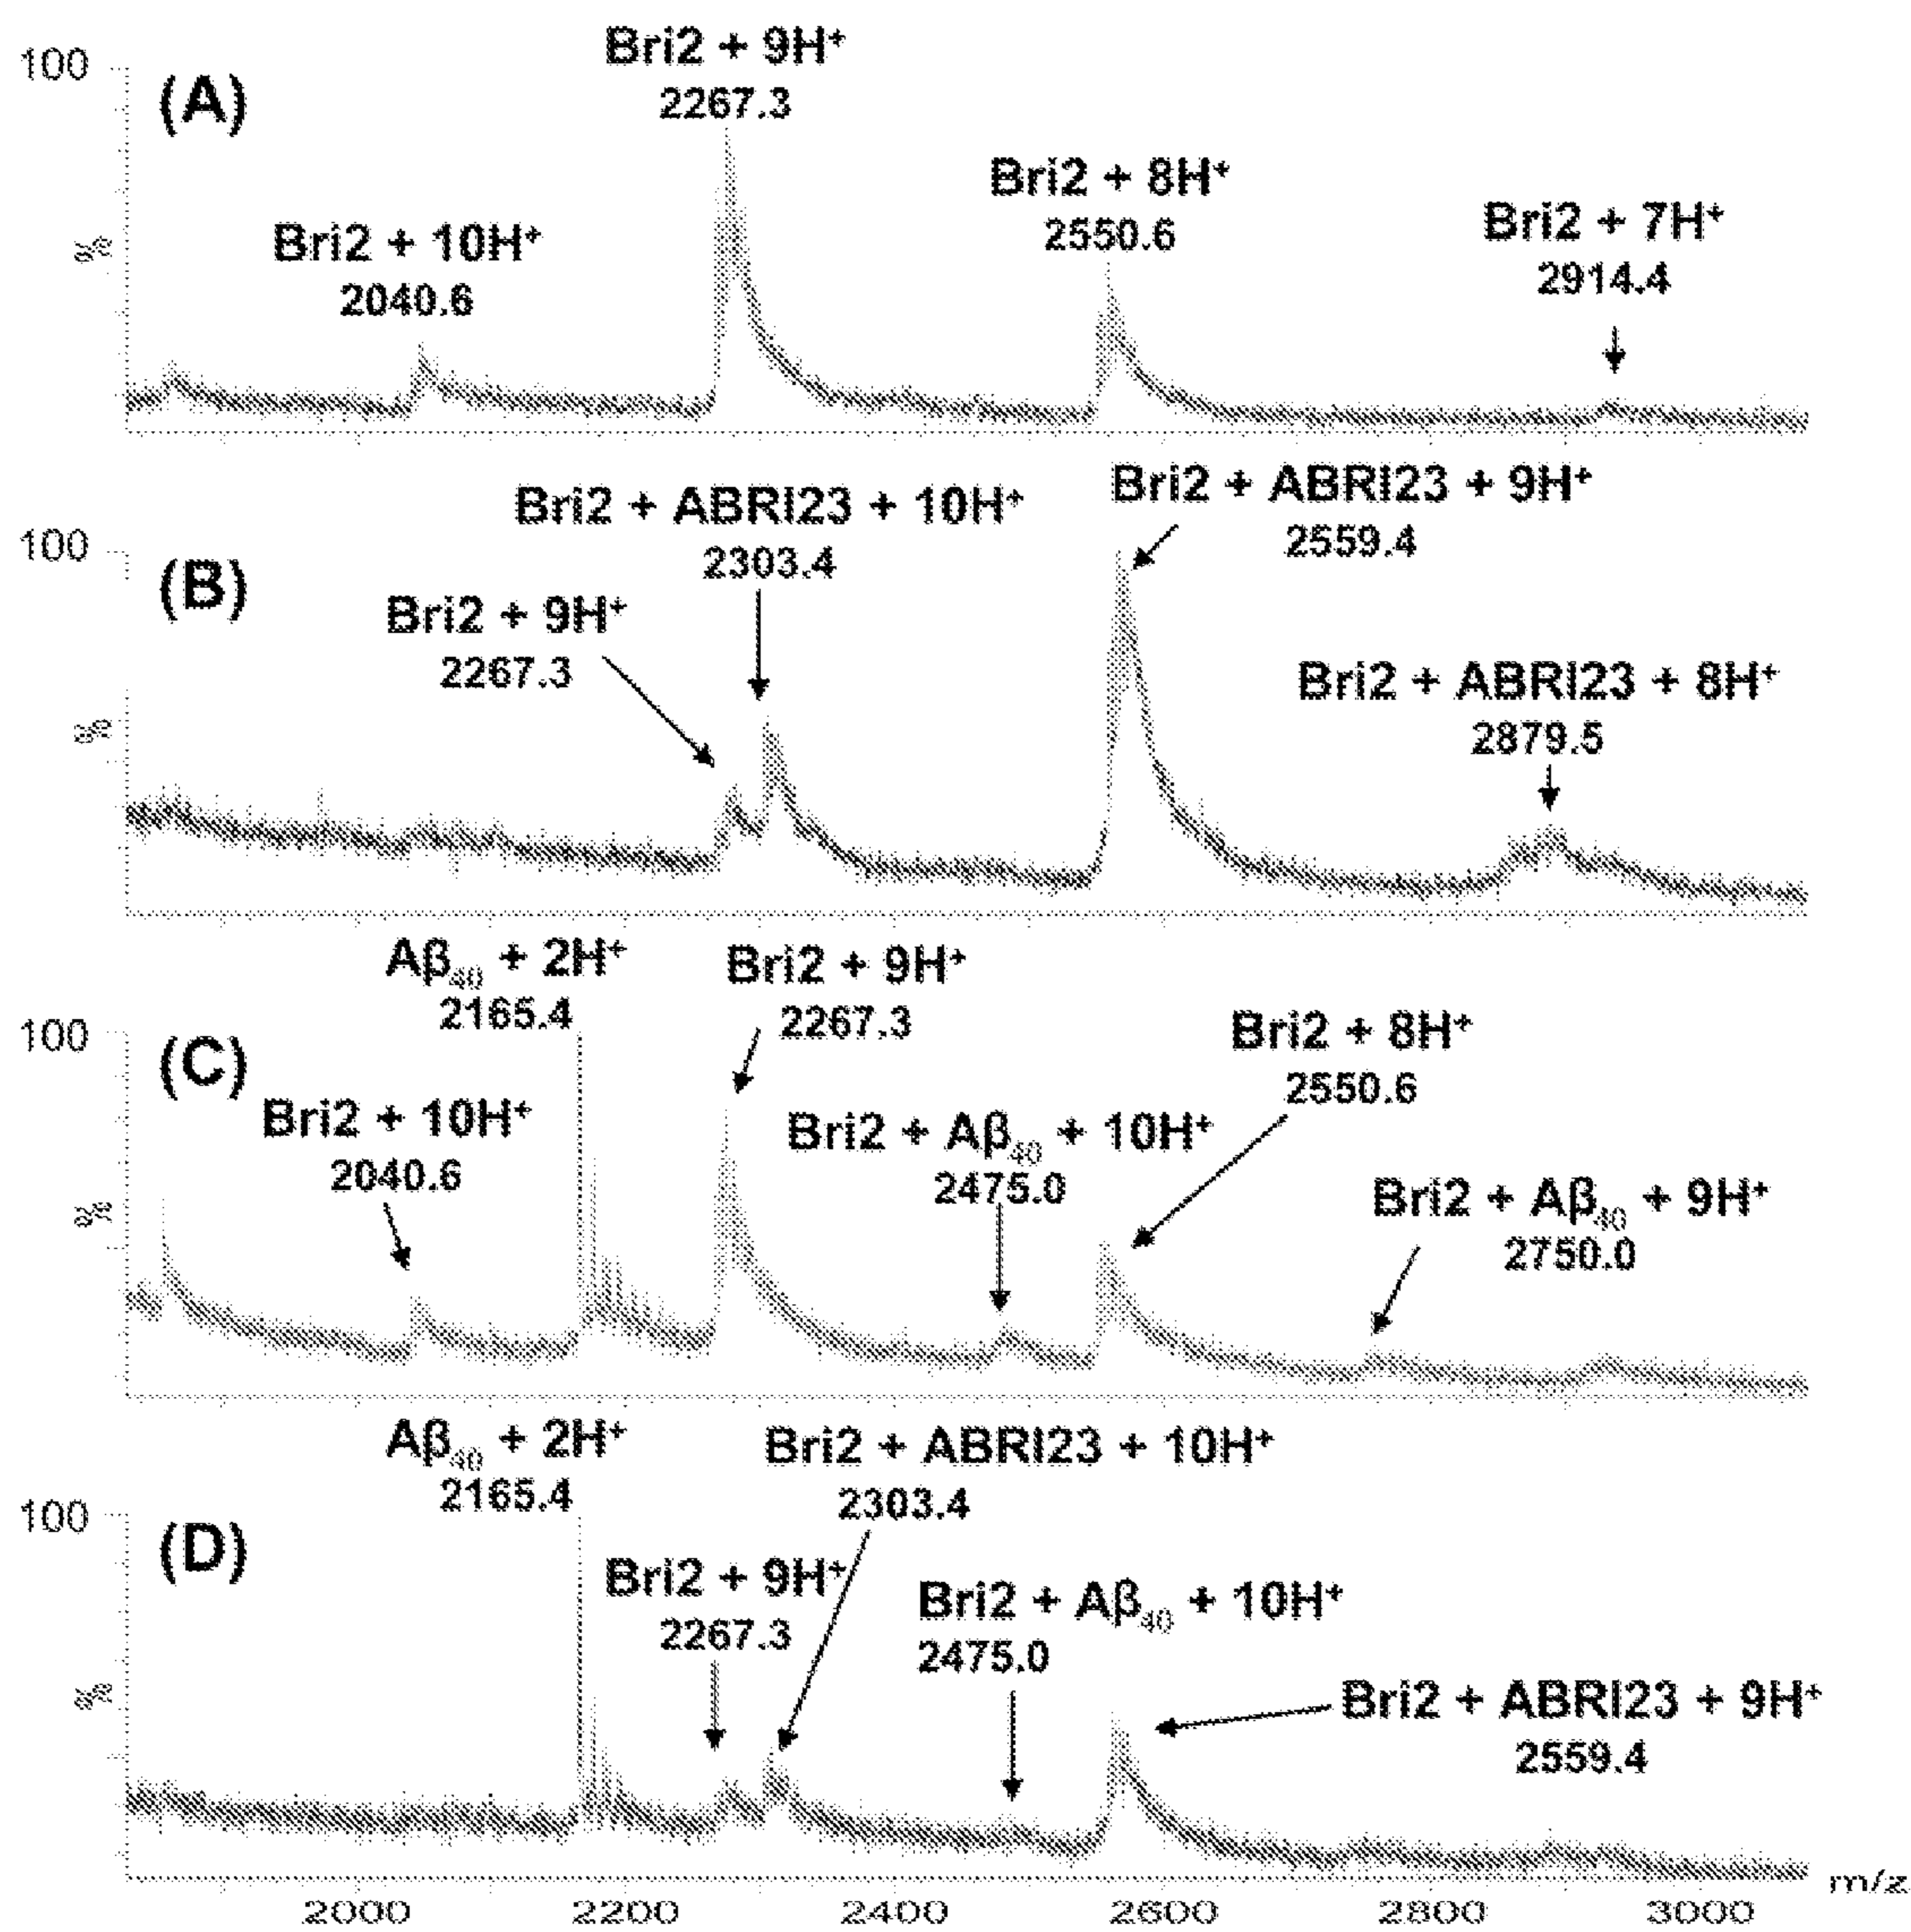 100
(A)
%
Bri2 + 10H⁺
2040.6
Bri2 + 9H⁺
2267.3
Bri2 + 8H⁺
2550.6
Bri2 + 7H⁺
2914.4
100
(B)
%
Bri2 + 9H⁺
2267.3
Bri2 + ABRI23 + 10H⁺
2303.4
Bri2 + ABRI23 + 9H⁺
2559.4
Bri2 + ABRI23 + 8H⁺
2879.5
100
(C)
%
Bri2 + 10H⁺
2040.6
Aβ₄₀ + 2H⁺
2165.4
Bri2 + 9H⁺
2267.3
Bri2 + Aβ₄₀ + 10H⁺
2475.0
Bri2 + 8H⁺
2550.6
Bri2 + Aβ₄₀ + 9H⁺
2750.0
100
(D)
%
Aβ₄₀ + 2H⁺
2165.4
Bri2 + 9H⁺
2267.3
Bri2 + ABRI23 + 10H⁺
2303.4
Bri2 + Aβ₄₀ + 10H⁺
2475.0
Bri2 + ABRI23 + 9H⁺
2559.4
m/z
2000 2200 2400 2600 2800 3000